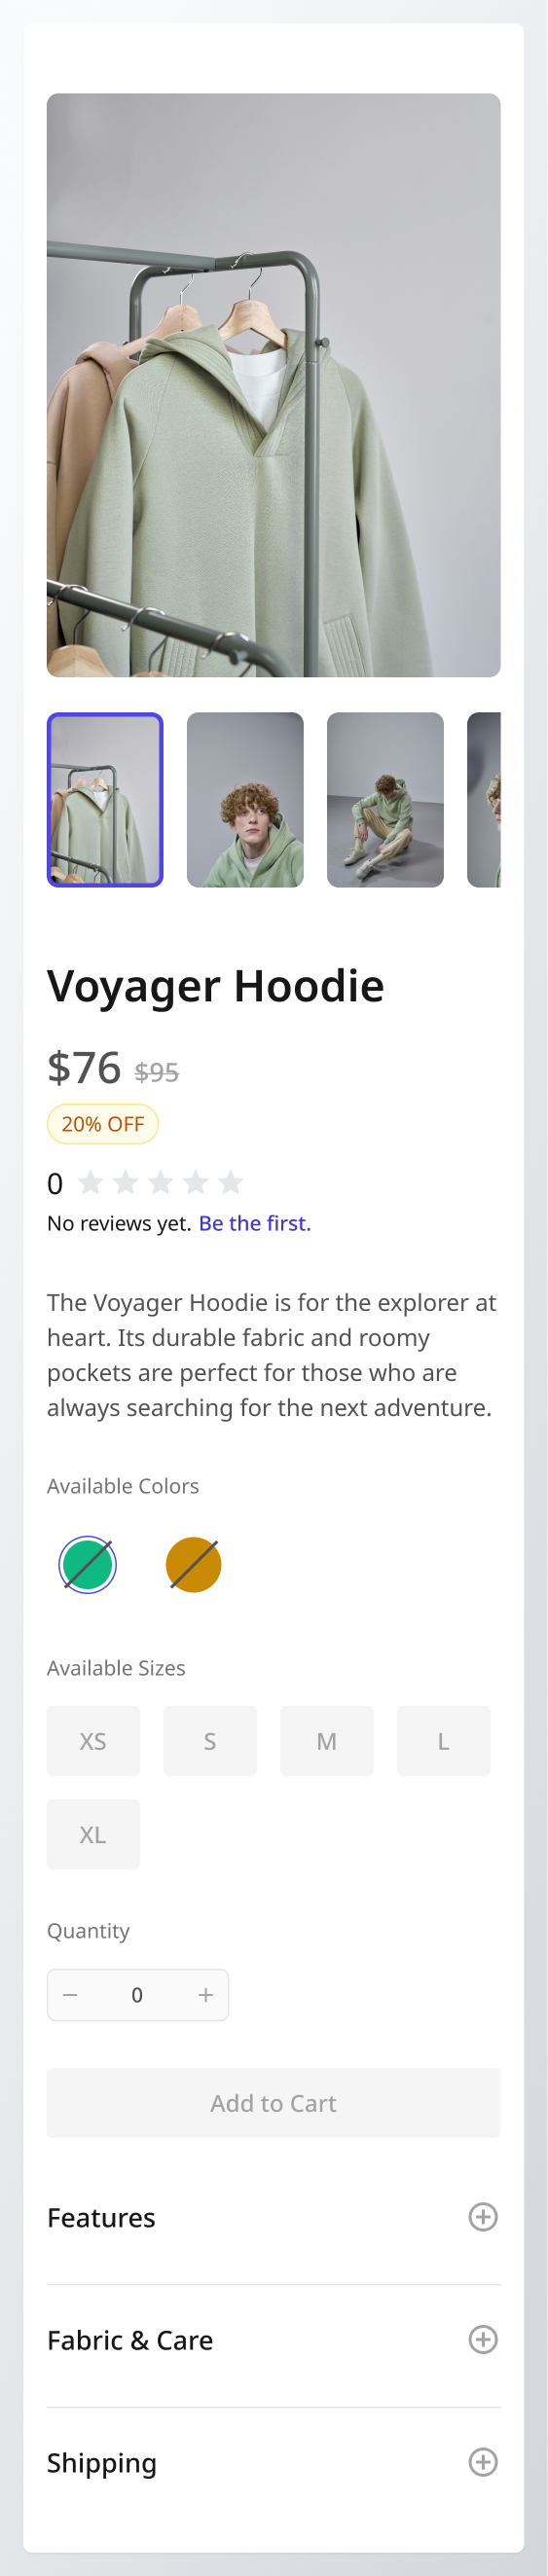 Voyager Hoodie
$76 $95
20% OFF
0
No reviews yet. Be the first.
The Voyager Hoodie is for the explorer at
heart. Its durable fabric and roomy
pockets are perfect for those who are
always searching for the next adventure.
Available Colors
Available Sizes
XS S M L
XL
Quantity
0
Add to Cart
Features
Fabric & Care
Shipping